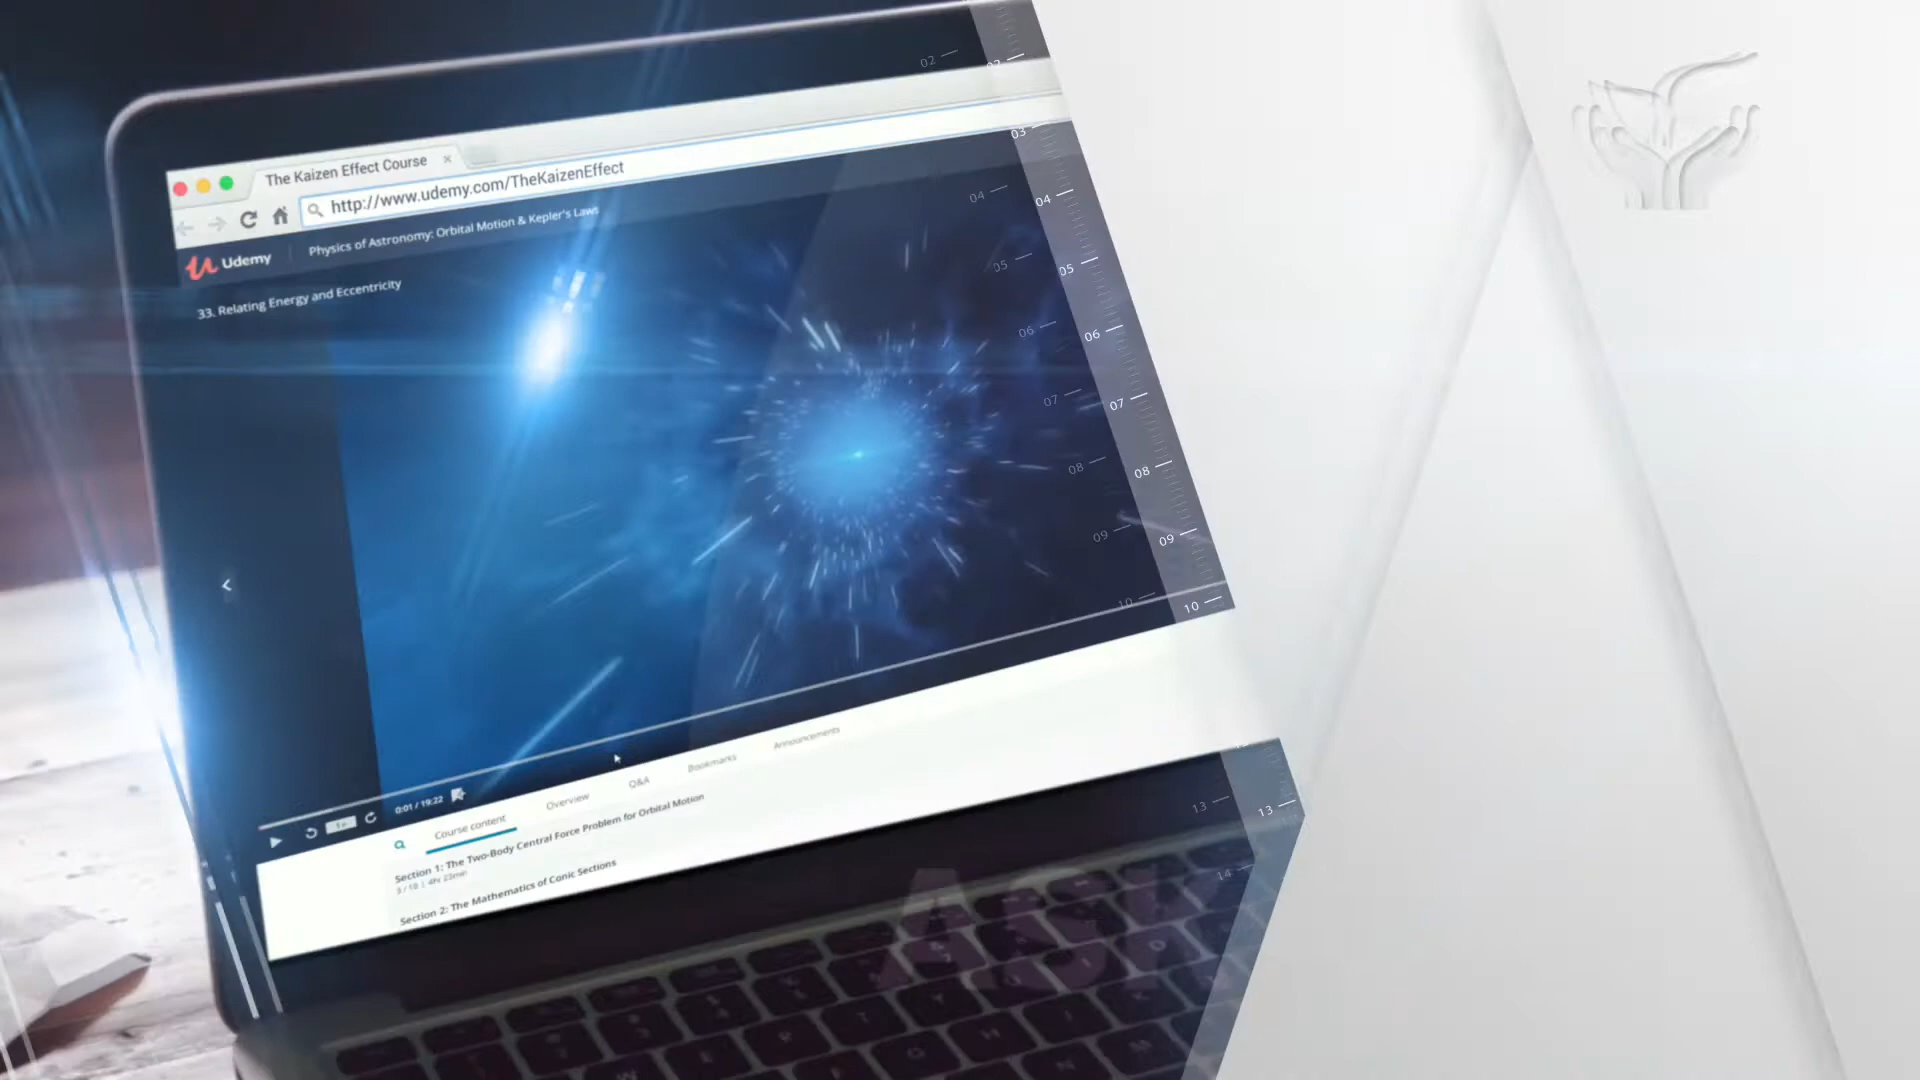 The Kaizen Effect Course
http://www.udemy.com/TheKaizenEffect
Udemy
Physics of Astronomy: Orbital Motion & Kepler's Laws
33. Relating Energy and Eccentricity
02
03
03
04
04
05
05
06
06
07
07
08
08
09
09
10
10
0:01 / 19:22
Course content
Overview
Q&A
Bookmarks
Announcements
Section 1: The Two-Body Central Force Problem for Orbital Motion
Section 2: The Mathematics of Conic Sections
13
13
14